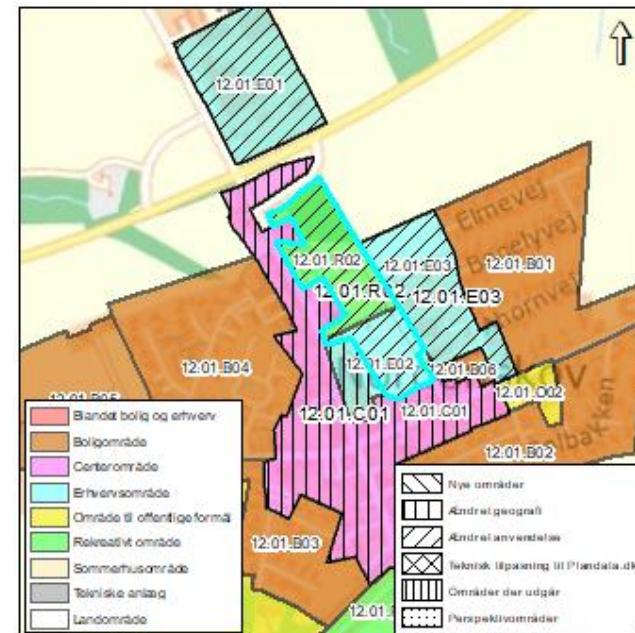 12.01.E01
Elmevej
12.01.R02
12.01.E03
12.01.B01
12.01.R02
12.01.E03
12.01.B04
12.01.E02
12.01.B06
12.01.O02
12.01.C01
12.01.C01
12.01.B02
12.01.B03
Blandet bolig og erhverv
Boligområde
Centerområde
Erhvervsområde
Område til offentlige formål
Rekreativt område
Sommerhusområde
Tekniske anlæg
Landområde
Nye områder
Ændret geografi
Ændret anvendelse
Teknisk tilpasning til Plandata.dk
Områder der udgår
Perspektivområder